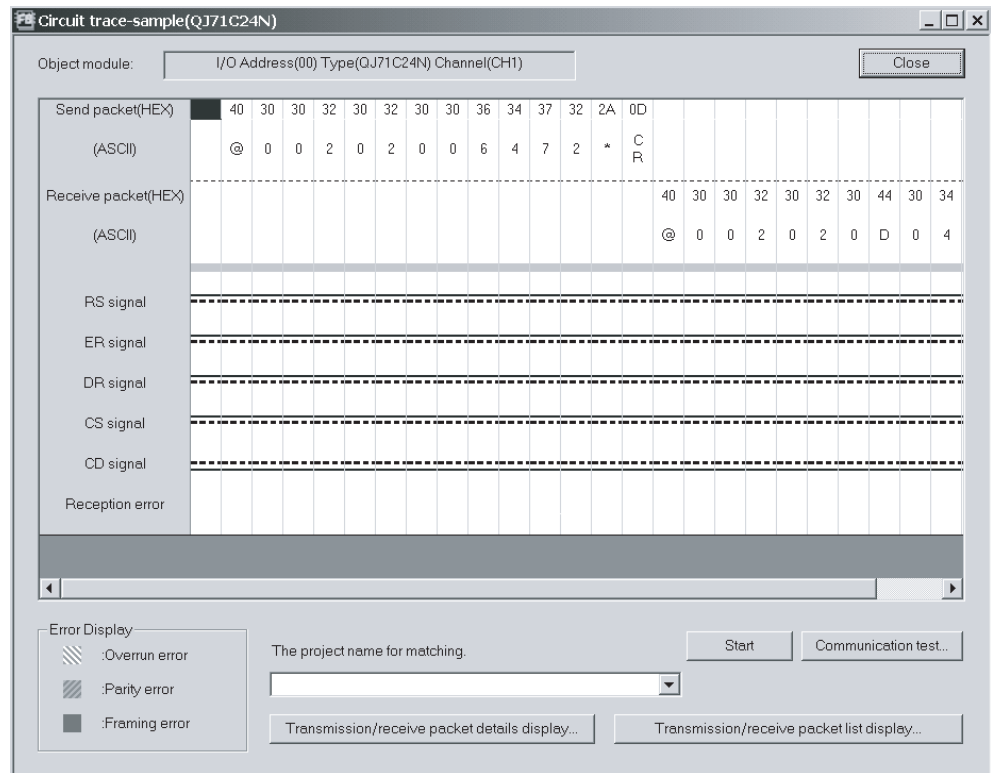 Circuit trace-sample(QJ71C24N)
Object module: I/O Address(00) Type(QJ71C24N) Channel(CH1) Close
Send packet(HEX) 40 30 30 32 30 32 30 30 36 34 37 32 2A 0D
(ASCII) @ 0 0 2 0 2 0 0 6 4 7 2 * C R
Receive packet(HEX) 40 30 30 32 30 32 30 44 30 34
(ASCII) @ 0 0 2 0 2 0 D 0 4
RS signal
ER signal
DR signal
CS signal
CD signal
Reception error
Error Display
:Overrun error
:Parity error
:Framing error
The project name for matching.
Start Communication test...
Transmission/receive packet details display... Transmission/receive packet list display...